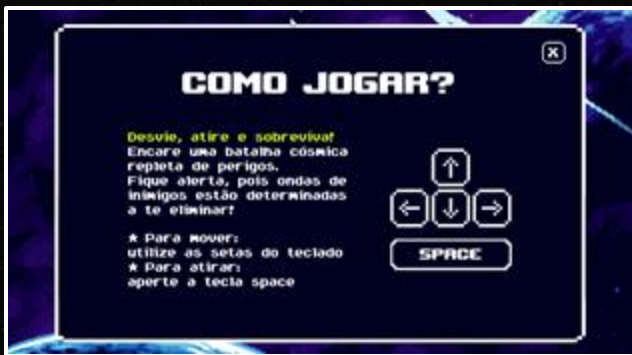 COMO JOGAR?
Desvie, atire e sobreviva!
Encare uma batalha cósmica
repleta de perigos.
Fique alerta, pois ondas de
inimigos estão determinadas
a te eliminar!
★ Para mover:
utilize as setas do teclado
★ Para atirar:
aperte a tecla space
SPACE